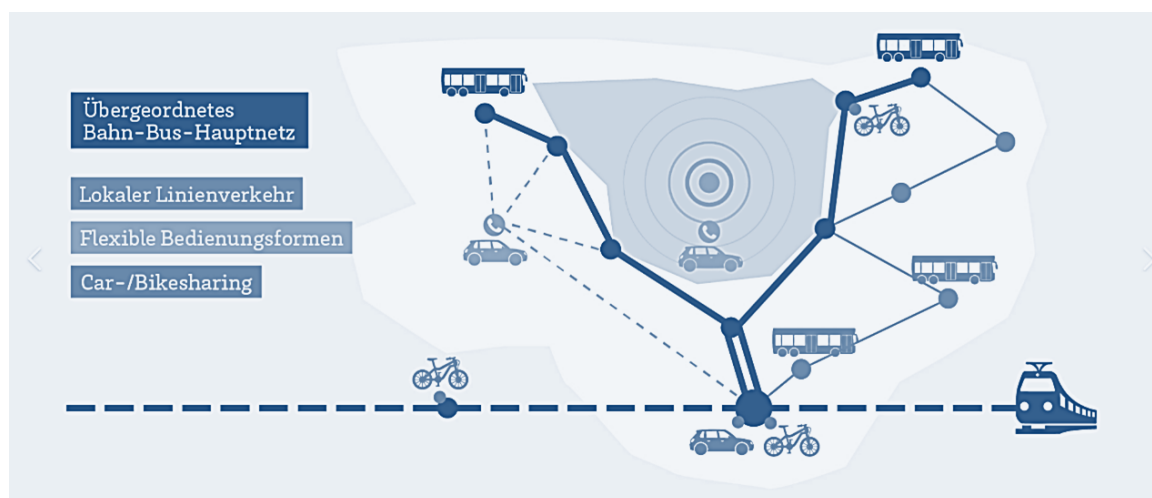 Übergeordnetes
Bahn-Bus-Hauptnetz
Lokaler Linienverkehr
Flexible Bedienungsformen
Car-/Bikesharing